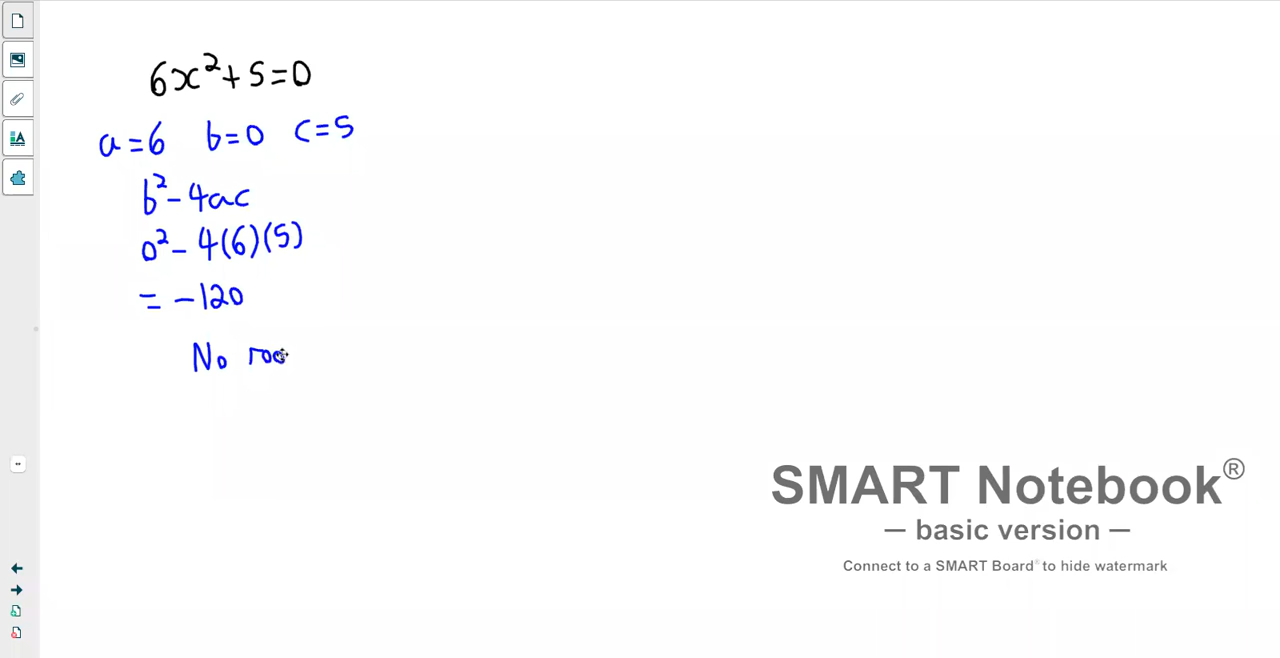 6x²+5=0
a=6 b=0 c=5
b²-4ac
0²-4(6)(5)
= -120
No roo
SMART Notebook®
— basic version —
Connect to a SMART Board® to hide watermark